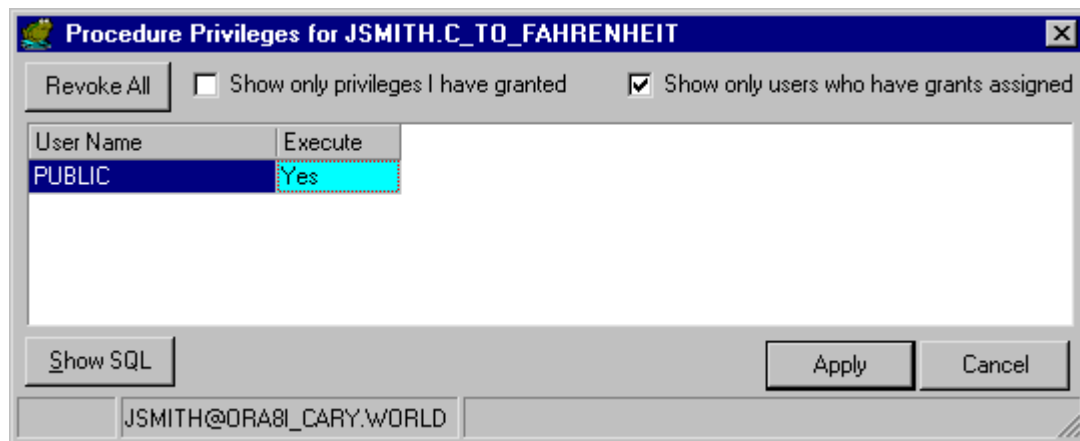 Procedure Privileges for JSMITH.C_TO_FAHRENHEIT
Revoke All Show only privileges I have granted Show only users who have grants assigned
User Name Execute
PUBLIC Yes
Show SQL Apply Cancel
JSMITH@ORA8I_CARY.WORLD